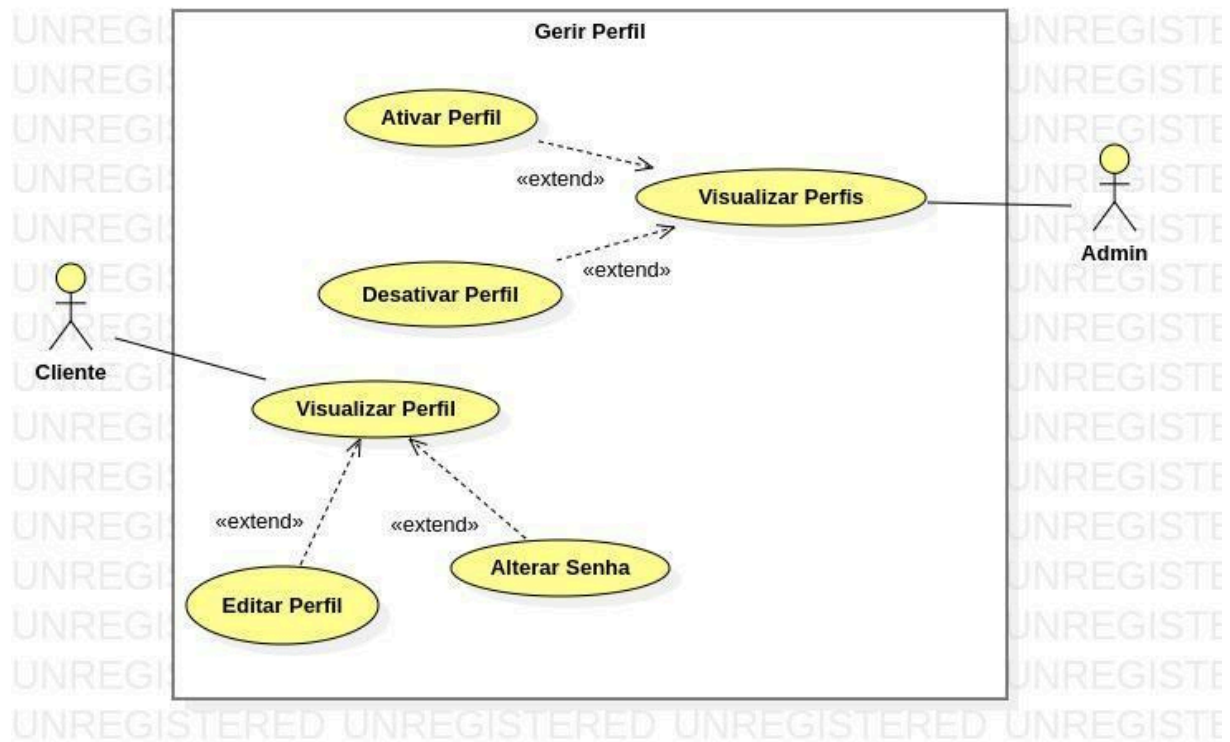 Gerir Perfil
Ativar Perfil
«extend»
Visualizar Perfis
Admin
«extend»
Desativar Perfil
Cliente
Visualizar Perfil
«extend»
«extend»
Alterar Senha
Editar Perfil
UNREGISTERED UNREGISTERED UNREGISTERED UNREGISTE